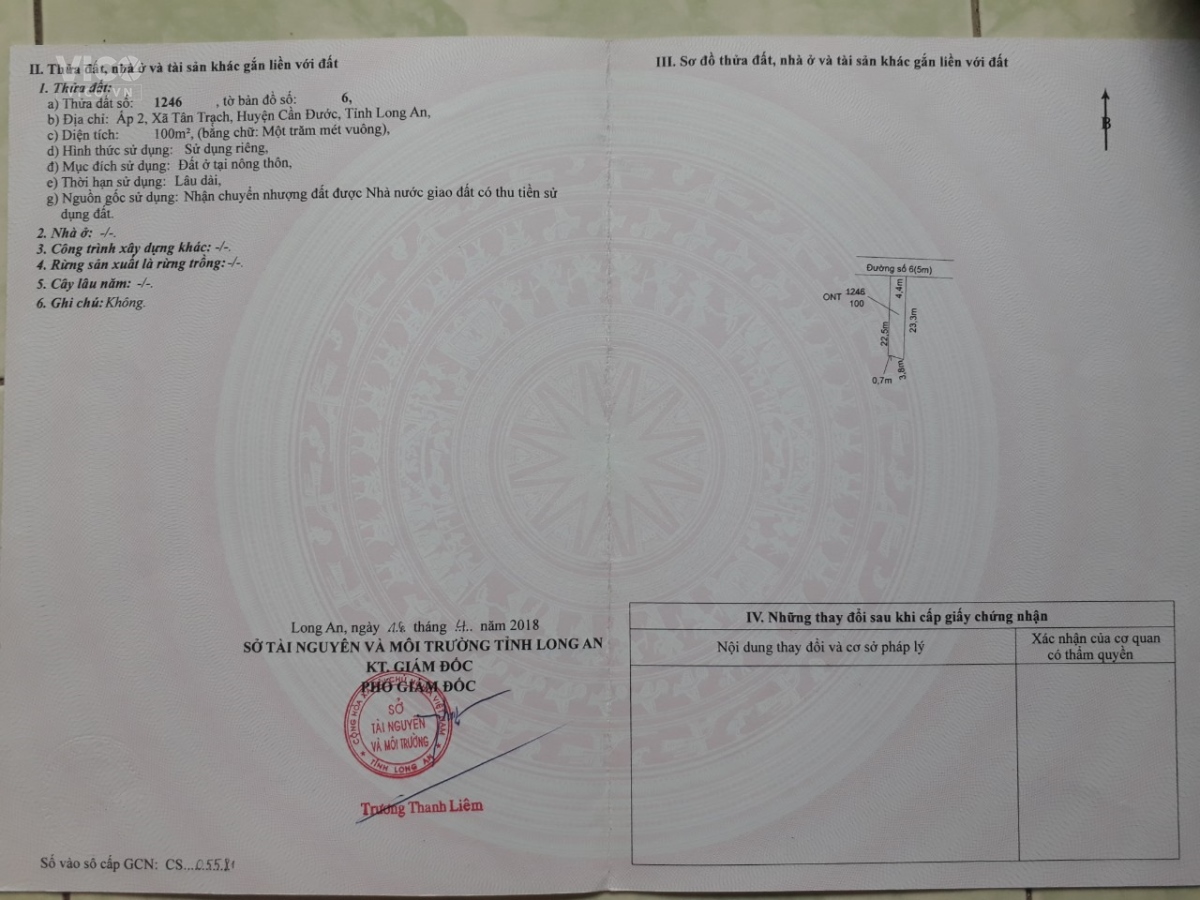 II. Thửa đất, nhà ở và tài sản khác gắn liền với đất
1. Thửa đất:
a) Thửa đất số: 1246 , tờ bản đồ số: 6,
b) Địa chỉ: Ấp 2, Xã Tân Trạch, Huyện Cần Đước, Tỉnh Long An,
c) Diện tích: 100m², (bằng chữ: Một trăm mét vuông),
d) Hình thức sử dụng: Sử dụng riêng,
đ) Mục đích sử dụng: Đất ở tại nông thôn,
e) Thời hạn sử dụng: Lâu dài,
g) Nguồn gốc sử dụng: Nhận chuyển nhượng đất được Nhà nước giao đất có thu tiền sử
dụng đất.
2. Nhà ở: -/-.
3. Công trình xây dựng khác: -/-.
4. Rừng sản xuất là rừng trồng: -/-.
5. Cây lâu năm: -/-.
6. Ghi chú: Không.
Long An, ngày tháng năm 2018
SỞ TÀI NGUYÊN VÀ MÔI TRƯỜNG TỈNH LONG AN
KT. GIÁM ĐỐC
PHÓ GIÁM ĐỐC
SỞ
TÀI NGUYÊN
VÀ MÔI TRƯỜNG
TỈNH LONG AN
Trương Thanh Liêm
Số vào sổ cấp GCN: CS...
III. Sơ đồ thửa đất, nhà ở và tài sản khác gắn liền với đất
B
Đường số 6(5m)
ONT 1246
100
4,4m
22,5m
23,3m
0,7m
3,8m
IV. Những thay đổi sau khi cấp giấy chứng nhận
Nội dung thay đổi và cơ sở pháp lý
Xác nhận của cơ quan
có thẩm quyền